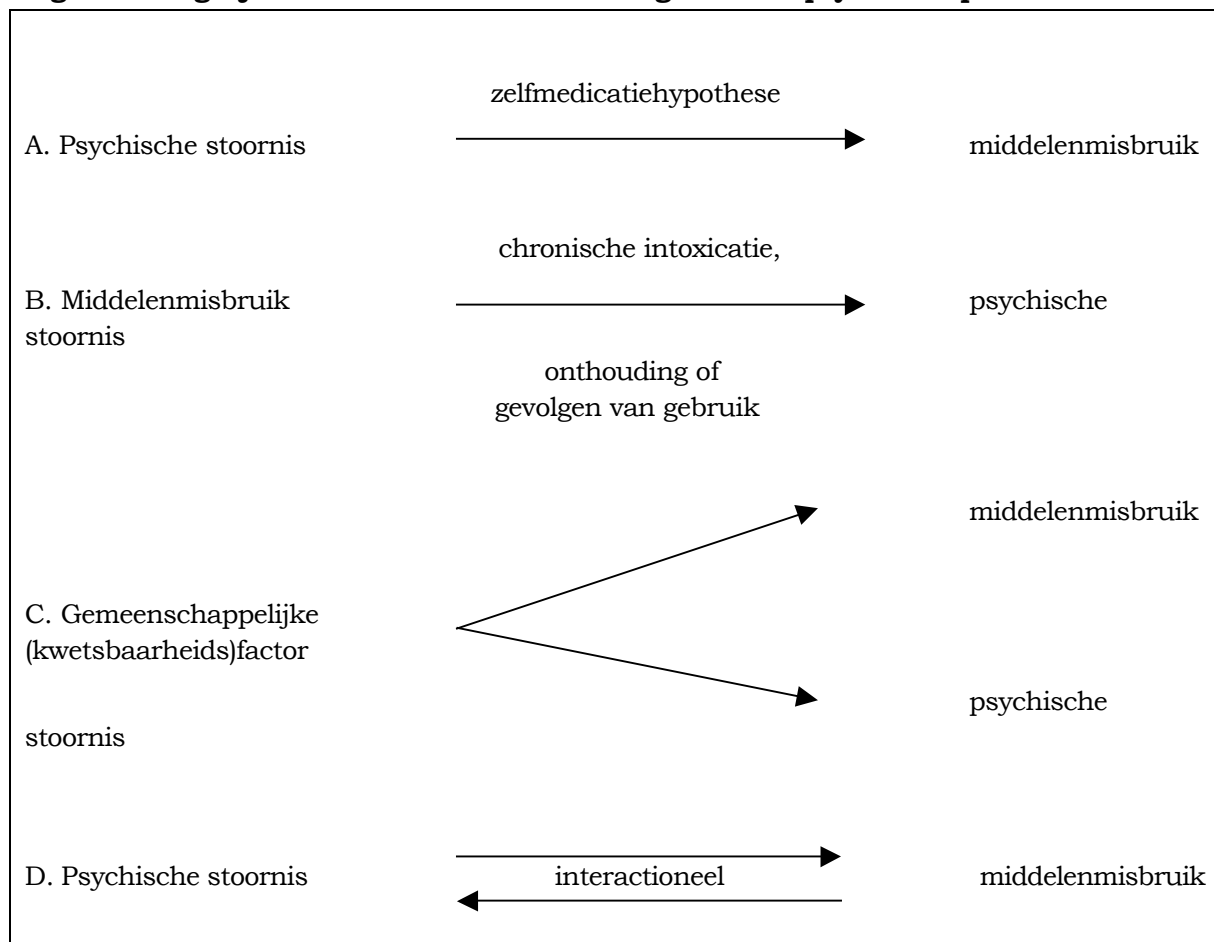 zelfmedicatiehypothese
A. Psychische stoornis middelenmisbruik
chronische intoxicatie,
B. Middelenmisbruik psychische
stoornis
onthouding of
gevolgen van gebruik
middelenmisbruik
C. Gemeenschappelijke
(kwetsbaarheids)factor
psychische
stoornis
D. Psychische stoornis interactioneel middelenmisbruik